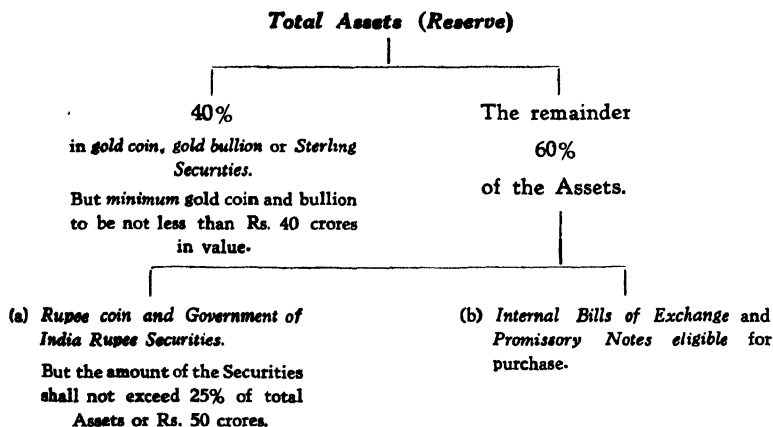 Total Assets (Reserve)
40%
in gold coin, gold bullion or Sterling
Securities.
But minimum gold coin and bullion
to be not less than Rs. 40 crores
in value.
The remainder
60%
of the Assets.
(a) Rupee coin and Government of
India Rupee Securities.
But the amount of the Securities
shall not exceed 25% of total
Assets or Rs. 50 crores.
(b) Internal Bills of Exchange and
Promissory Notes eligible for
purchase.